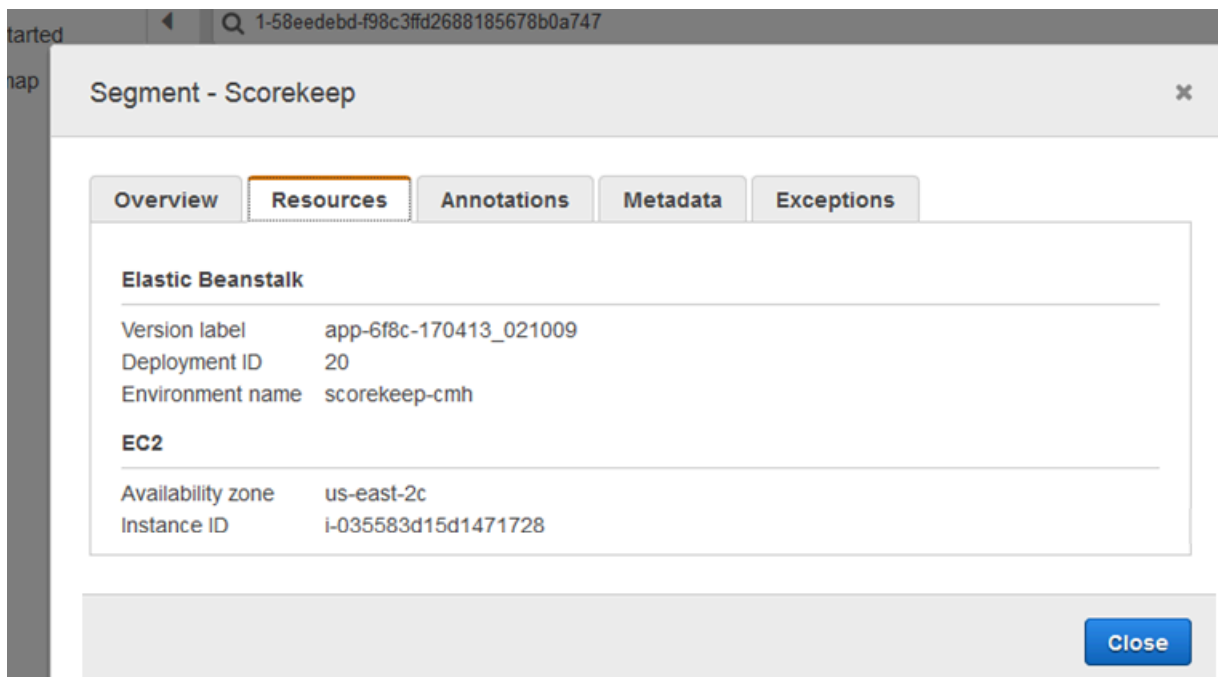 tarted
1-58eedebd-f98c3ffd2688185678b0a747
Segment - Scorekeep
Overview Resources Annotations Metadata Exceptions
Elastic Beanstalk
Version label app-6f8c-170413_021009
Deployment ID 20
Environment name scorekeep-cmh
EC2
Availability zone us-east-2c
Instance ID i-035583d15d1471728
Close